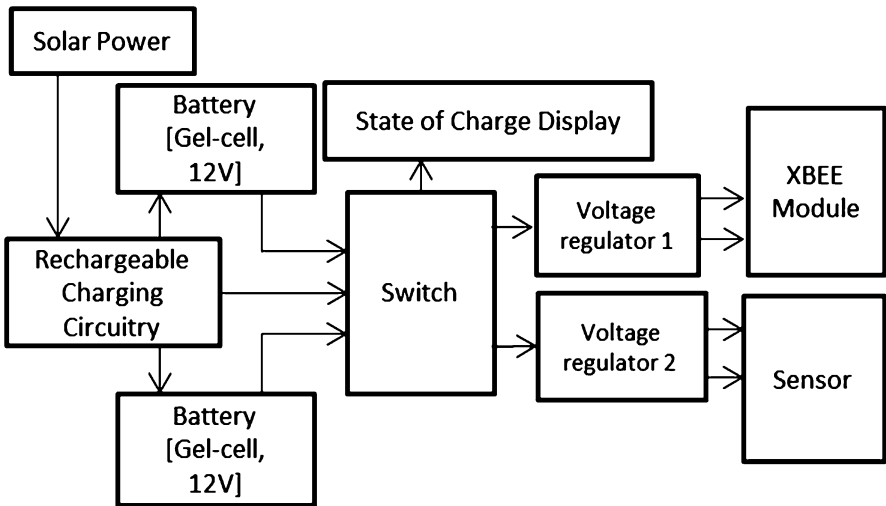 Solar Power
Battery
[Gel-cell,
12V]
State of Charge Display
XBEE
Module
Voltage
regulator 1
Rechargeable
Charging
Circuitry
Switch
Voltage
regulator 2
Sensor
Battery
[Gel-cell,
12V]